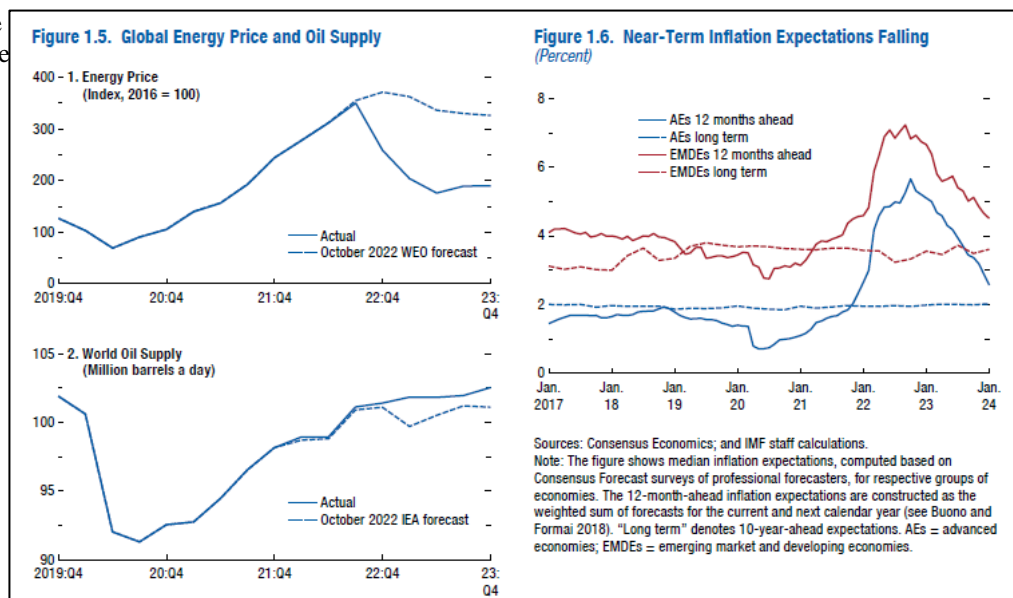 e
e
Figure 1.5. Global Energy Price and Oil Supply
400 – 1. Energy Price
(Index, 2016 = 100)
300
200
100
0
Actual
October 2022 WEO forecast
2019:Q4 20:Q4 21:Q4 22:Q4 23:
Q4
105 – 2. World Oil Supply
(Million barrels a day)
100
95
90
Actual
October 2022 IEA forecast
2019:Q4 20:Q4 21:Q4 22:Q4 23:
Q4
Figure 1.6. Near-Term Inflation Expectations Falling
(Percent)
8
6
4
2
0
AEs 12 months ahead
AEs long term
EMDEs 12 months ahead
EMDEs long term
Jan. Jan. Jan. Jan. Jan. Jan. Jan. Jan.
2017 18 19 20 21 22 23 24
Sources: Consensus Economics; and IMF staff calculations.
Note: The figure shows median inflation expectations, computed based on
Consensus Forecast surveys of professional forecasters, for respective groups of
economies. The 12-month-ahead inflation expectations are constructed as the
weighted sum of forecasts for the current and next calendar year (see Buono and
Formai 2018). “Long term” denotes 10-year-ahead expectations. AEs = advanced
economies; EMDEs = emerging market and developing economies.